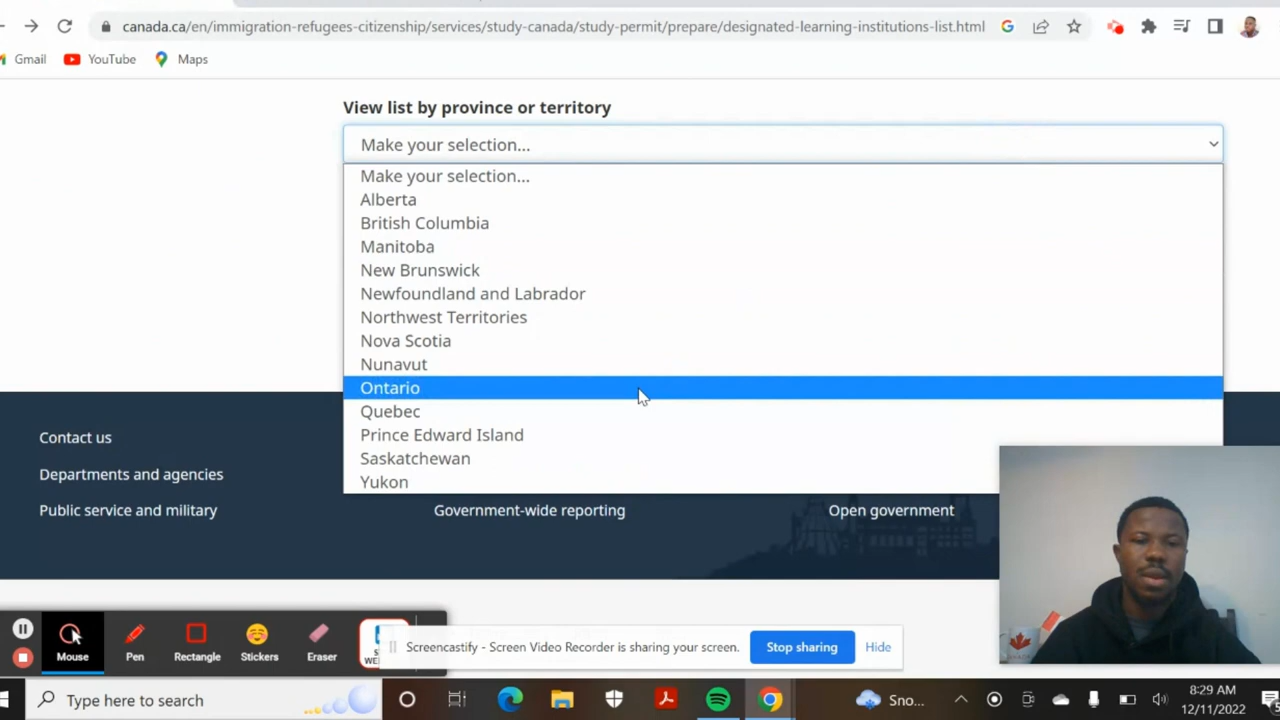 canada.ca/en/immigration-refugees-citizenship/services/study-canada/study-permit/prepare/designated-learning-institutions-list.html
Gmail
YouTube
Maps
View list by province or territory
Make your selection...
Make your selection...
Alberta
British Columbia
Manitoba
New Brunswick
Newfoundland and Labrador
Northwest Territories
Nova Scotia
Nunavut
Ontario
Quebec
Prince Edward Island
Saskatchewan
Yukon
Contact us
Departments and agencies
Public service and military
Government-wide reporting
Open government
Mouse
Pen
Rectangle
Stickers
Eraser
Screencastify - Screen Video Recorder is sharing your screen.
Stop sharing
Hide
Type here to search
Sno...
8:29 AM
12/11/2022